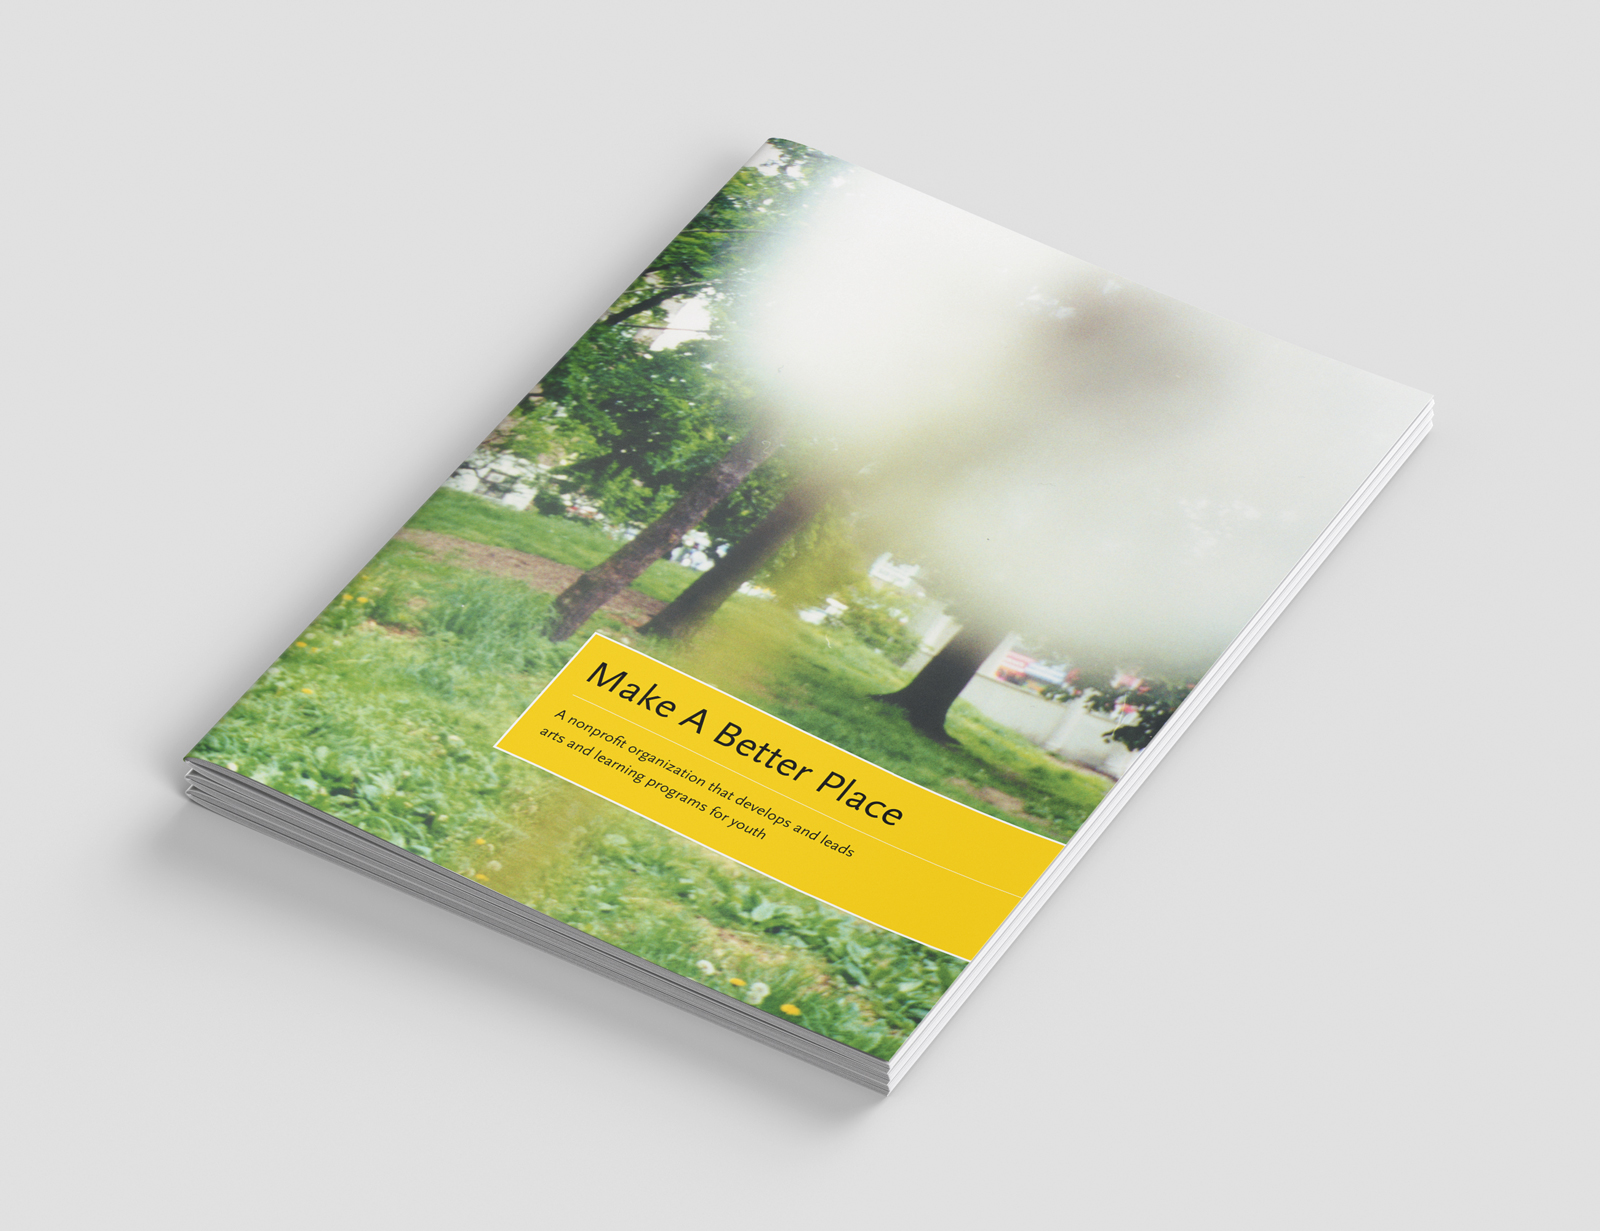 Make A Better Place
A nonprofit organization that develops and leads
arts and learning programs for youth